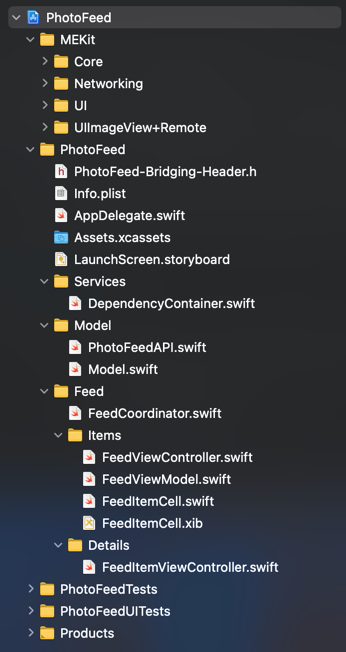 PhotoFeed
MEKit
Core
Networking
UI
UIImageView+Remote
PhotoFeed
h PhotoFeed-Bridging-Header.h
Info.plist
AppDelegate.swift
Assets.xcassets
LaunchScreen.storyboard
Services
DependencyContainer.swift
Model
PhotoFeedAPI.swift
Model.swift
Feed
FeedCoordinator.swift
Items
FeedViewController.swift
FeedViewModel.swift
FeedItemCell.swift
FeedItemCell.xib
Details
FeedItemViewController.swift
PhotoFeedTests
PhotoFeedUITests
Products